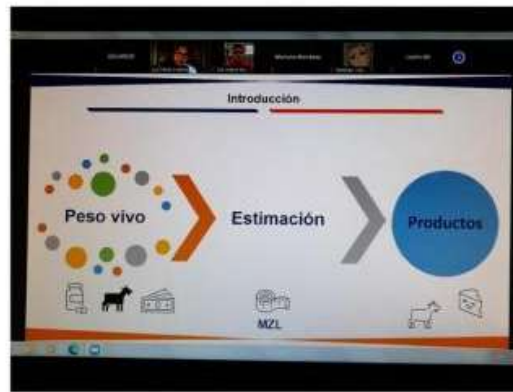 Introducción
Peso vivo
Estimación
Productos
MZL